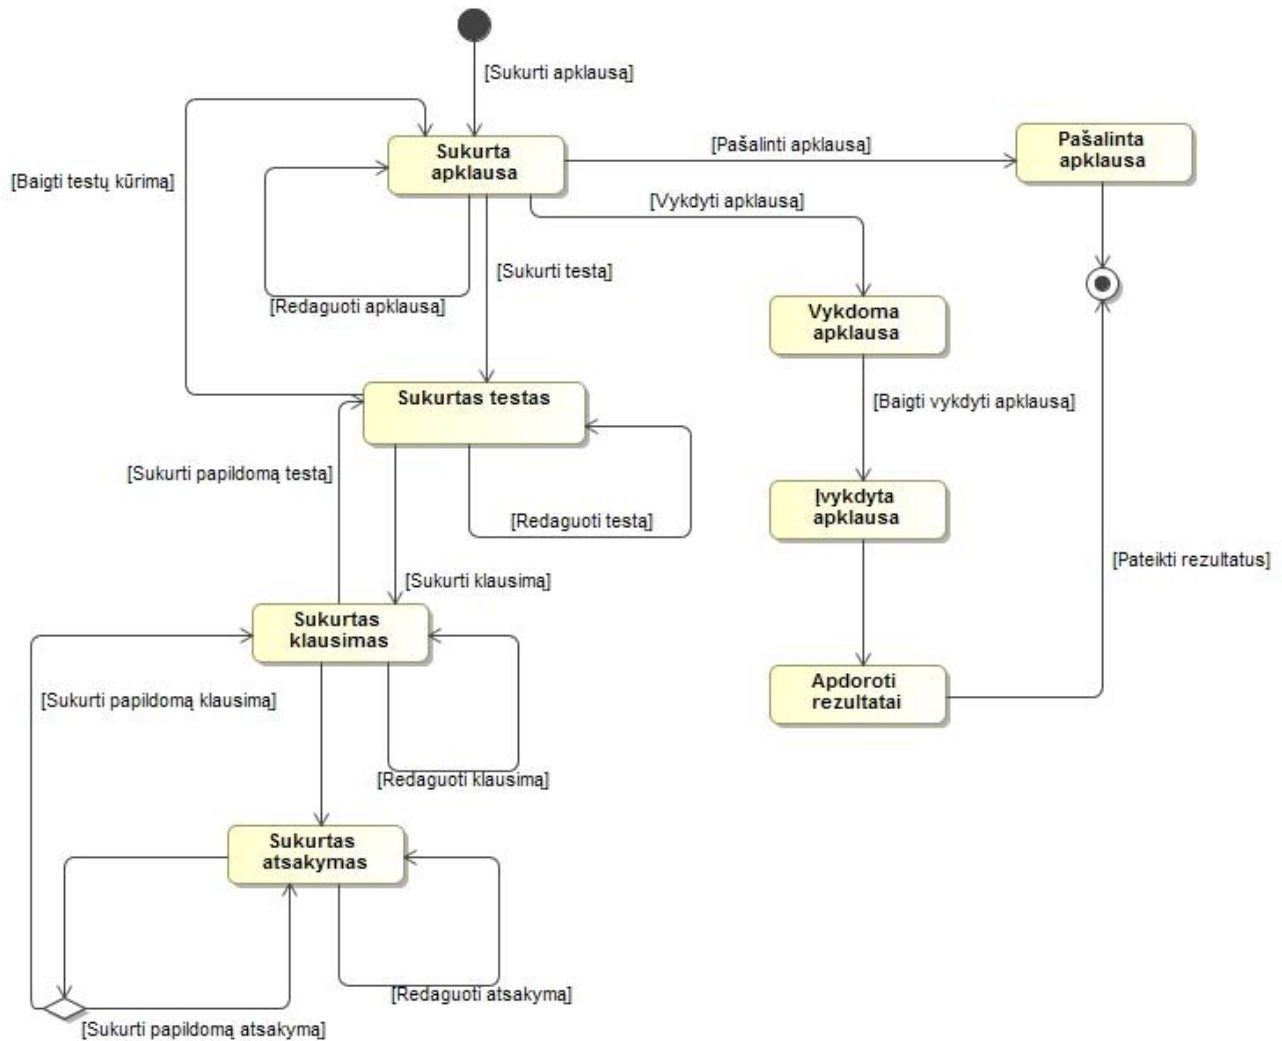 [Sukurti apklausą]
[Pašalinti apklausą]
Pašalinta
apklausa
Sukurta
apklausa
[Baigti testų kūrimą]
[Vykdyti apklausą]
[Sukurti testą]
[Redaguoti apklausą]
Vykdoma
apklausa
Sukurtas testas
[Baigti vykdyti apklausą]
[Sukurti papildomą testą]
[Redaguoti testą]
Įvykdyta
apklausa
[Pateikti rezultatus]
[Sukurti klausimą]
Sukurtas
klausimas
[Sukurti papildomą klausimą]
Apdoroti
rezultatai
[Redaguoti klausimą]
Sukurtas
atsakymas
[Redaguoti atsakymą]
[Sukurti papildomą atsakymą]